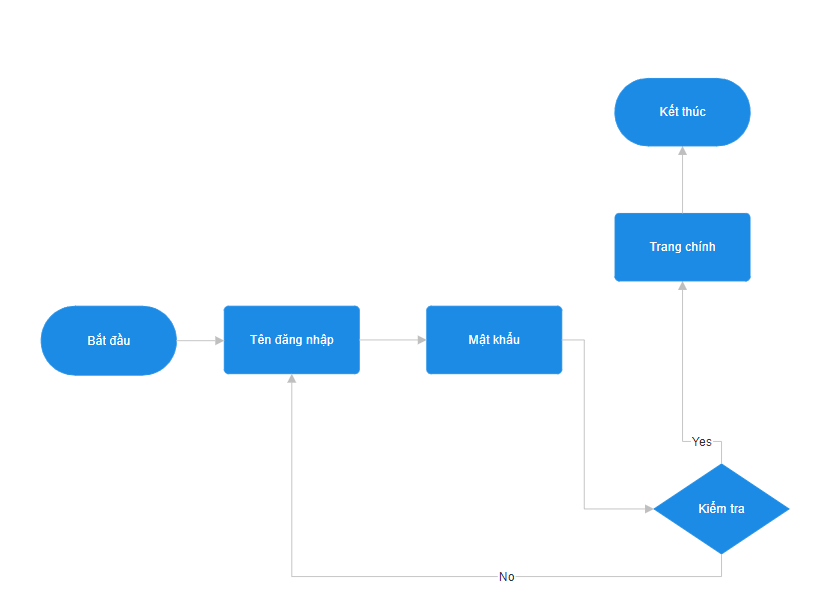 Kết thúc
Trang chính
Bắt đầu
Tên đăng nhập
Mật khẩu
Yes
Kiểm tra
No